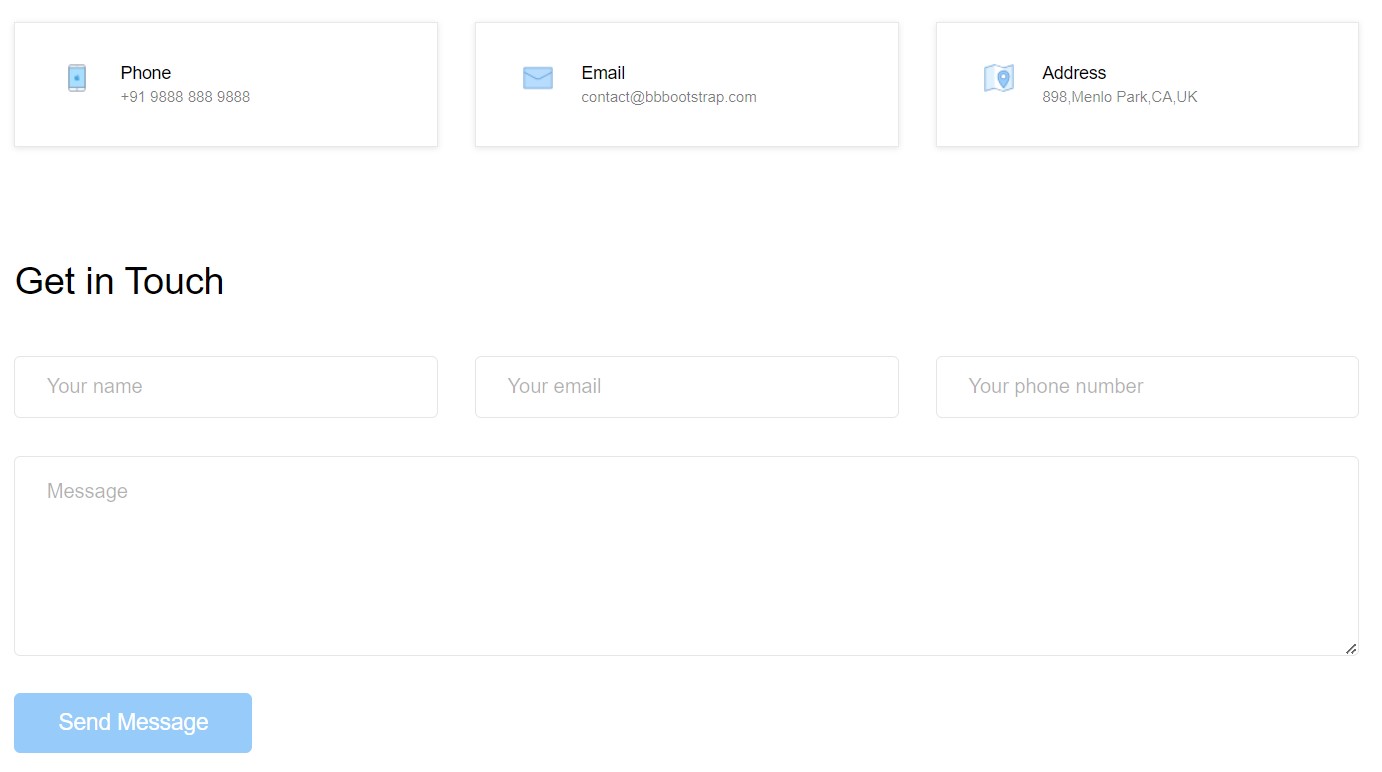 Phone
+91 9888 888 9888
Email
contact@bbbootstrap.com
Address
898,Menlo Park,CA,UK
Get in Touch
Your name
Your email
Your phone number
Message
Send Message